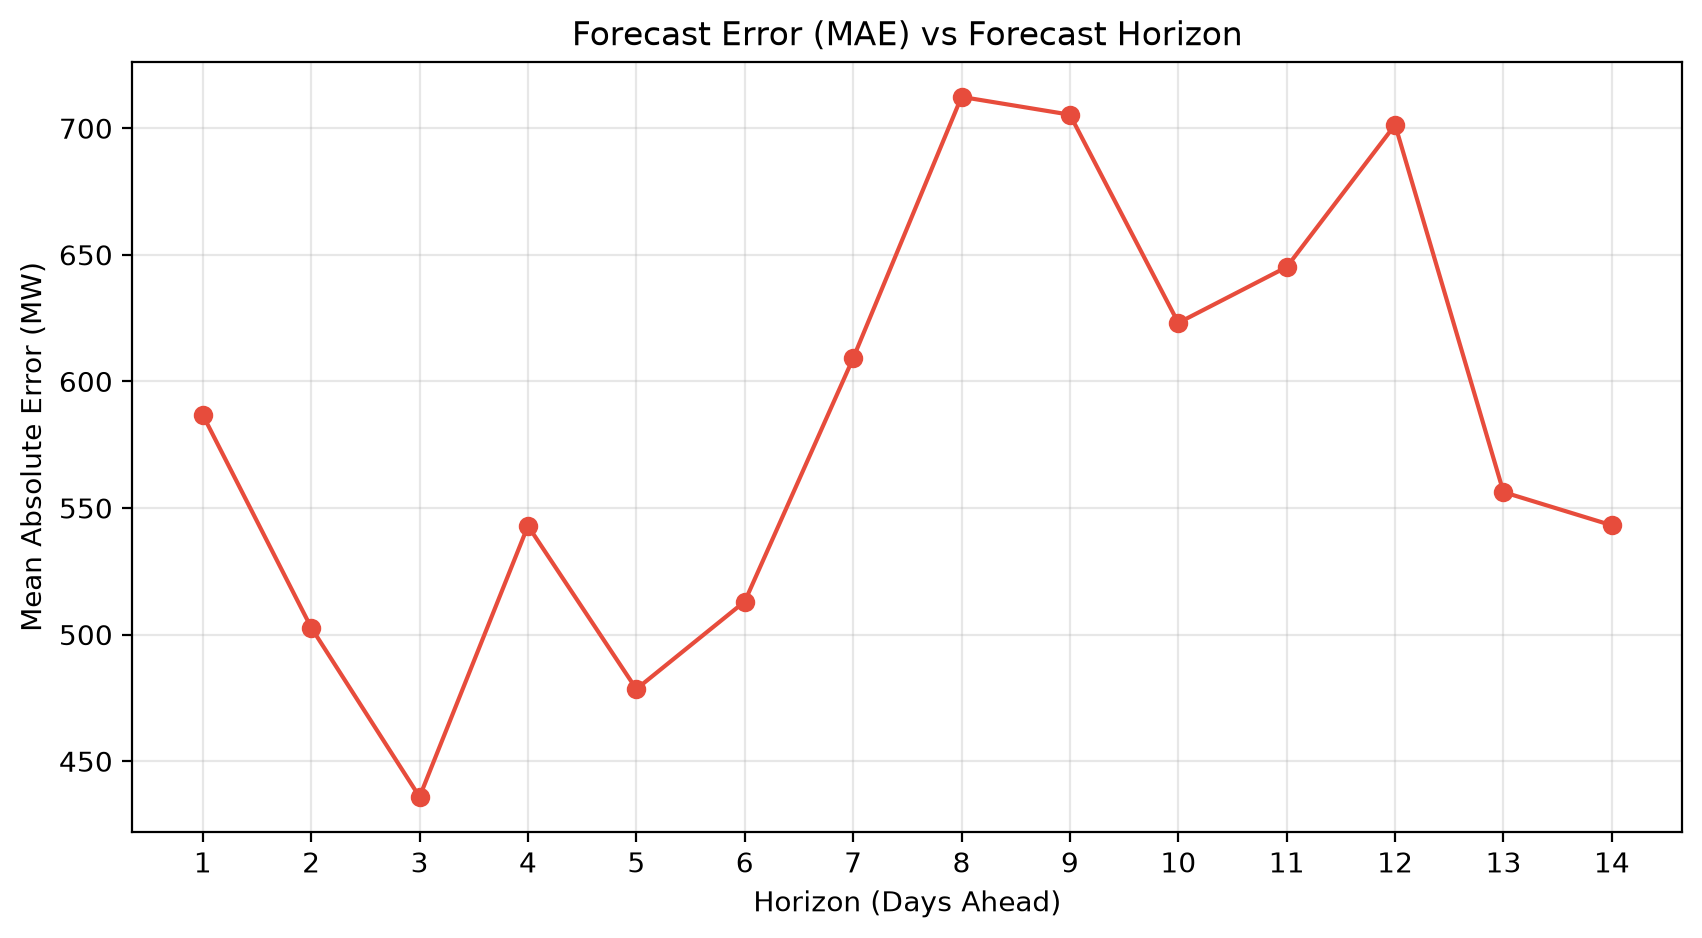 Forecast Error (MAE) vs Forecast Horizon
Mean Absolute Error (MW)
700
650
600
550
500
450
1 2 3 4 5 6 7 8 9 10 11 12 13 14
Horizon (Days Ahead)